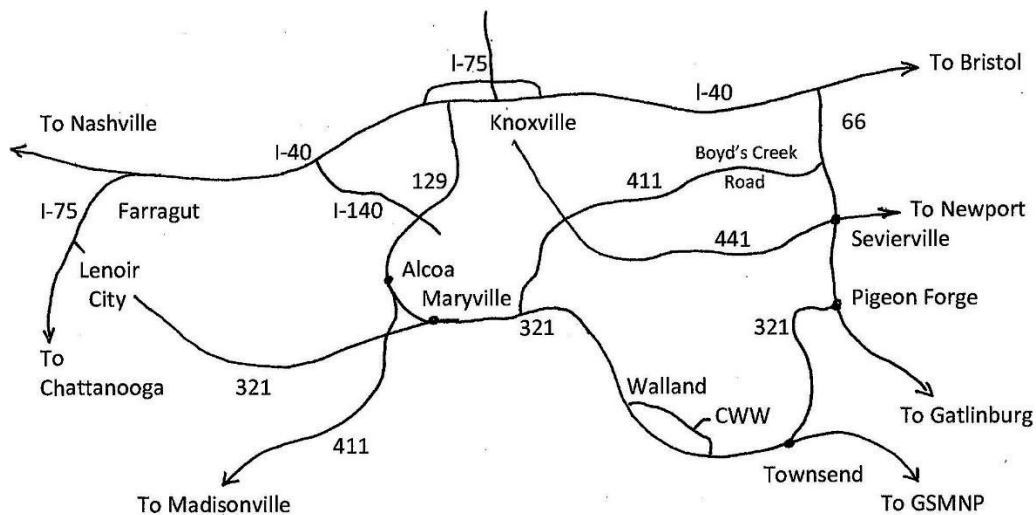 I-75
To Bristol
I-40
To Nashville
Knoxville
66
I-40
Boyd's Creek
Road
129
411
I-75
Farragut
I-140
To Newport
Sevierville
441
Lenoir
City
Alcoa
Maryville
Pigeon Forge
321
321
To
Chattanooga
321
Walland
CWW
To Gatlinburg
411
Townsend
To Madisonville
To GSMNP